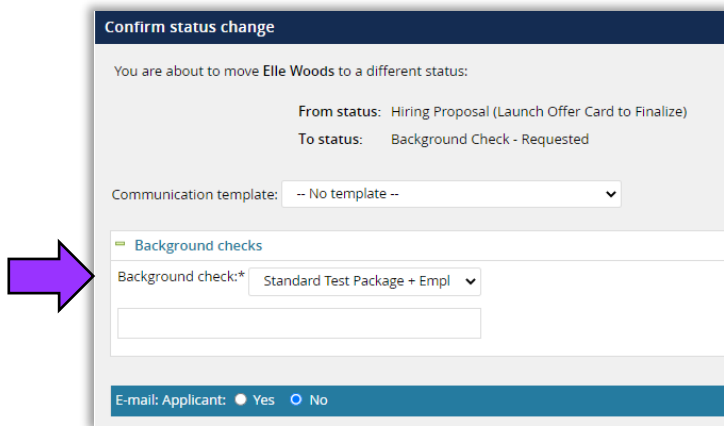 Confirm status change
You are about to move Elle Woods to a different status:
From status: Hiring Proposal (Launch Offer Card to Finalize)
To status: Background Check - Requested
Communication template: -- No template --
Background checks
Background check:* Standard Test Package + Empl
E-mail: Applicant: Yes No